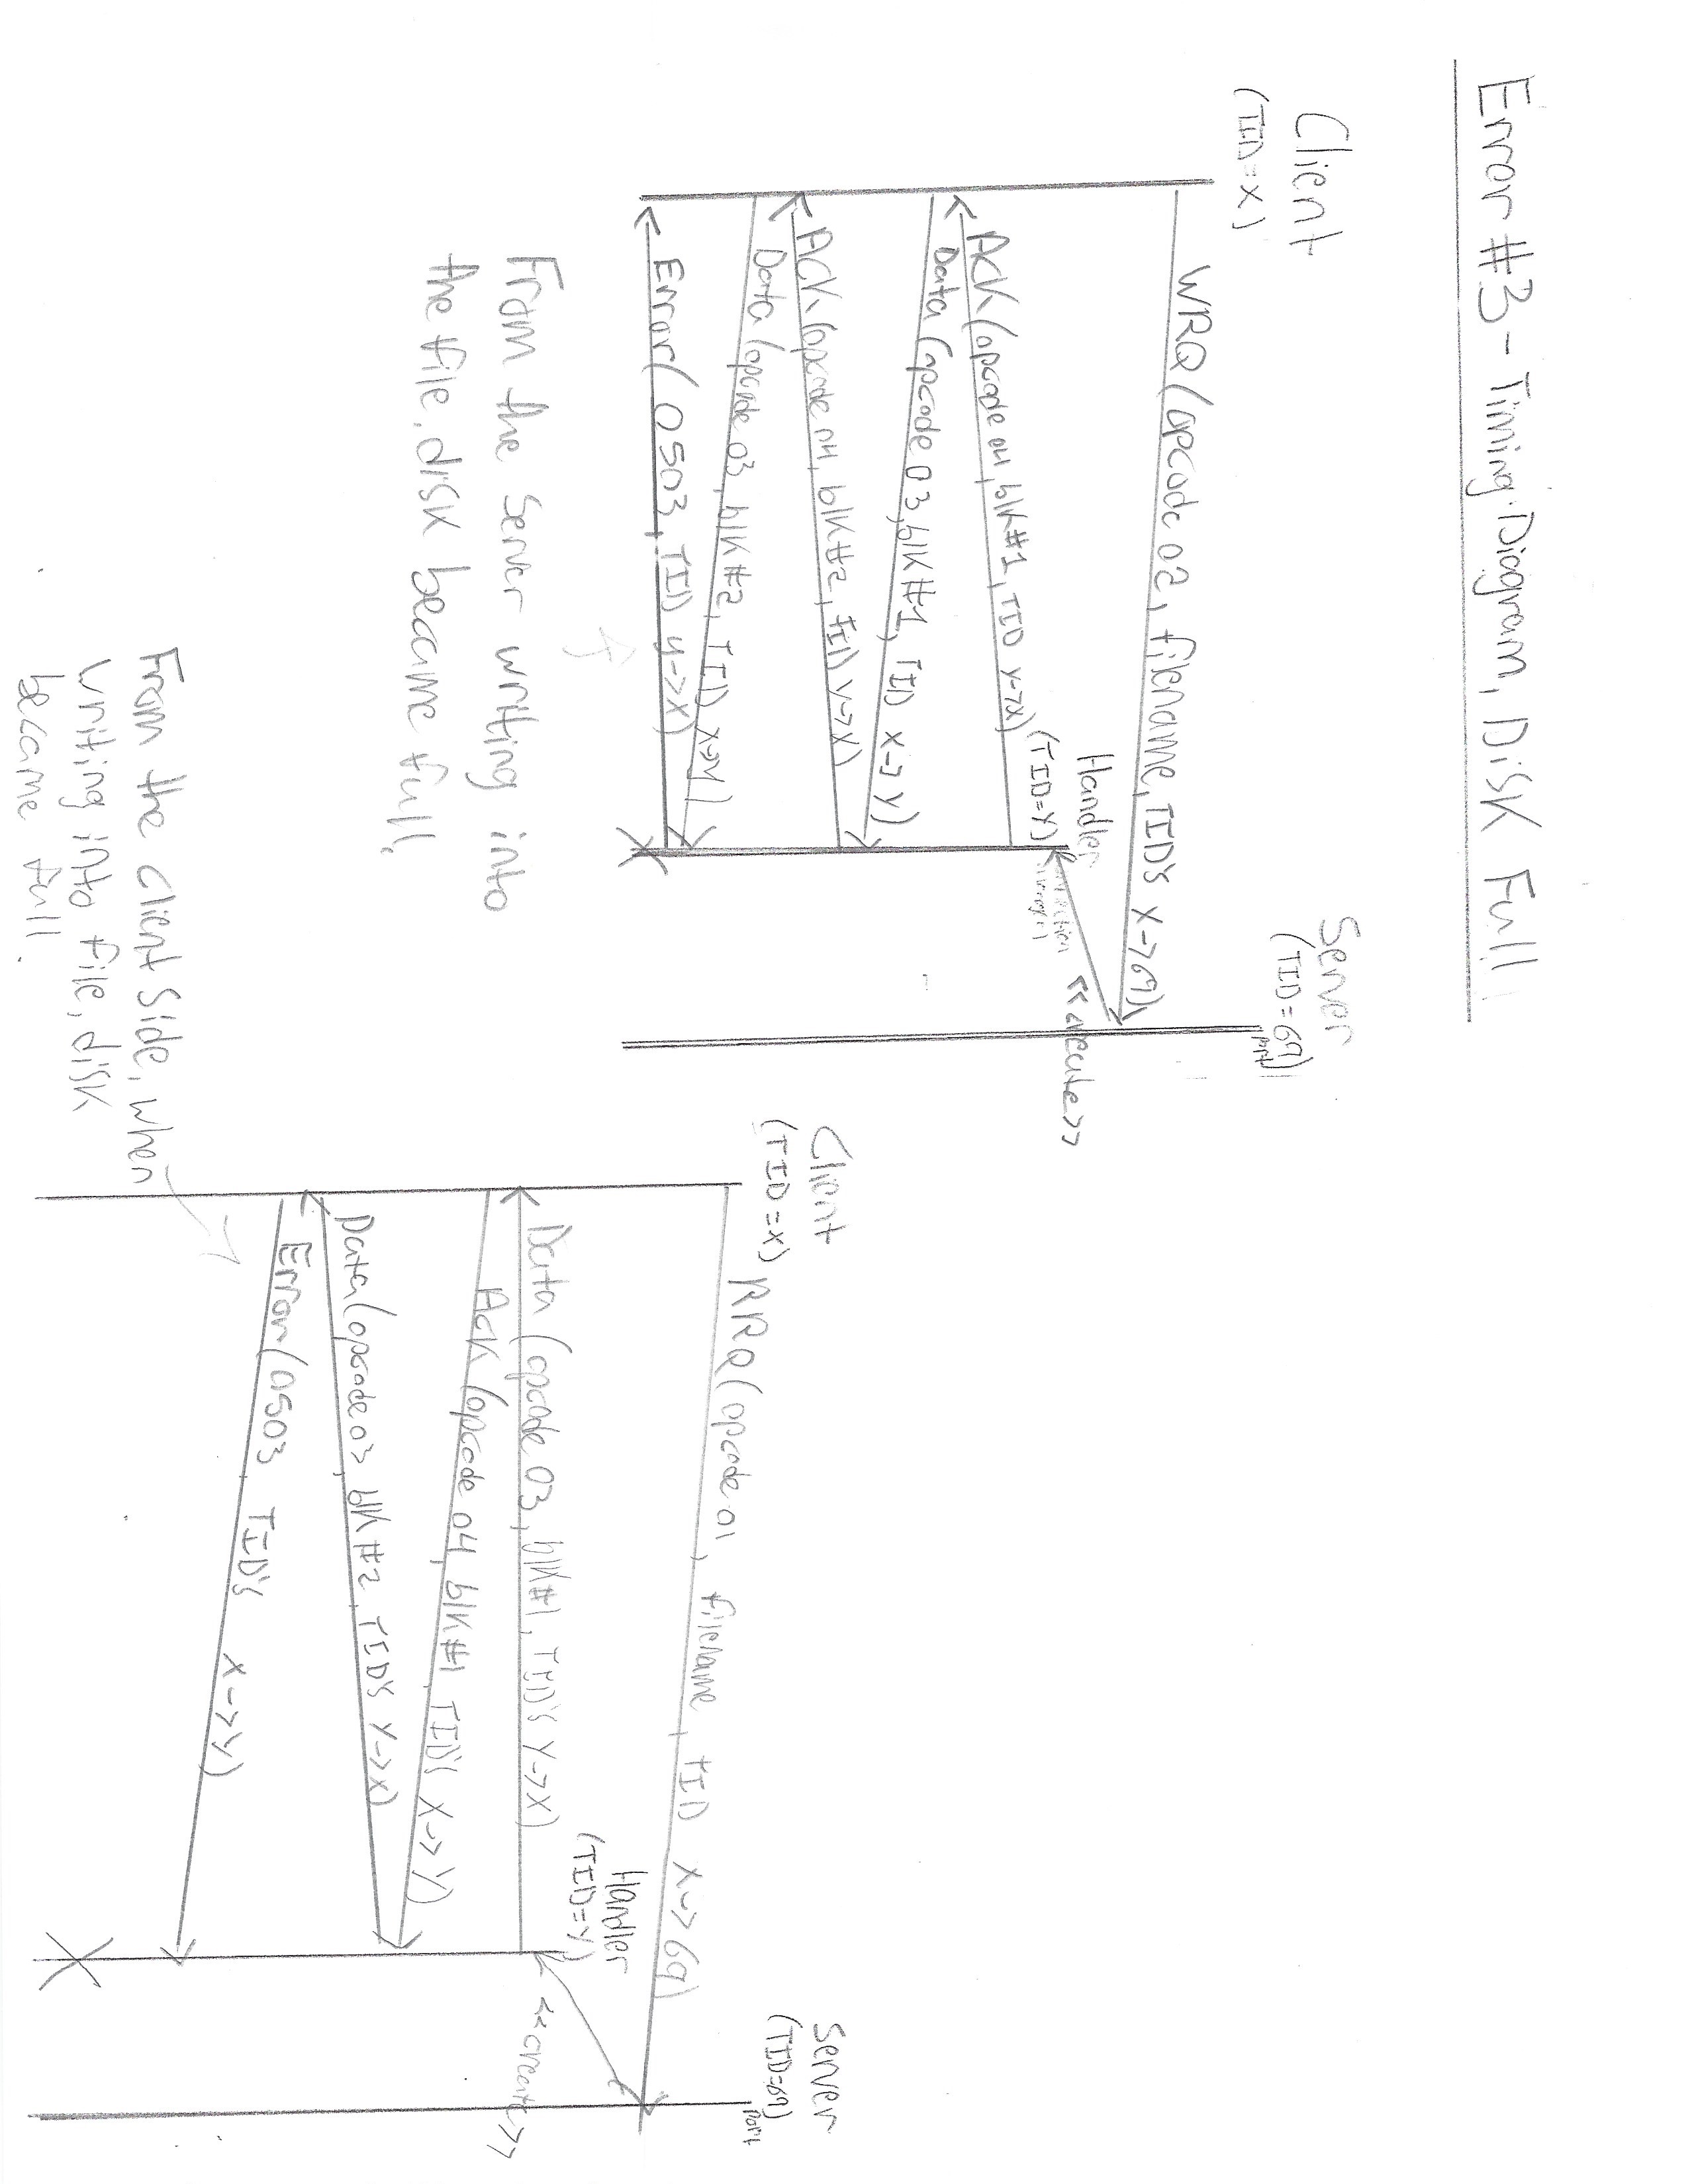 Error #3 - Timing Diagram, Disk Full
Client
(TID=X)
Server
(TID=69)
port
WRQ (opcode 02, filename, TID's X->69)
Handler
(TID=Y)
<<create>>
ACK (opcode 04, blk#1, TID Y->X)
Data (opcode 03, blk#1, TID X->Y)
ACK (opcode 04, blk#2, TID Y->X)
Data (opcode 03, blk#2, TID X->Y)
Error( 0503, TID Y->X)
From the Server writing into
the file, disk became full.
Client
(TID=X)
Server
(TID=69)
port
RRQ (opcode 01, filename, TID X->69)
Handler
(TID=Y)
<<create>>
Data (opcode 03, blk#1, TID's Y->X)
Ack (opcode 04, blk#1, TID's X->Y)
Data (opcode 03, blk#2, TID's Y->X)
Error (0503, TID's X->Y)
From the client side, when
writing into file, disk
became full.